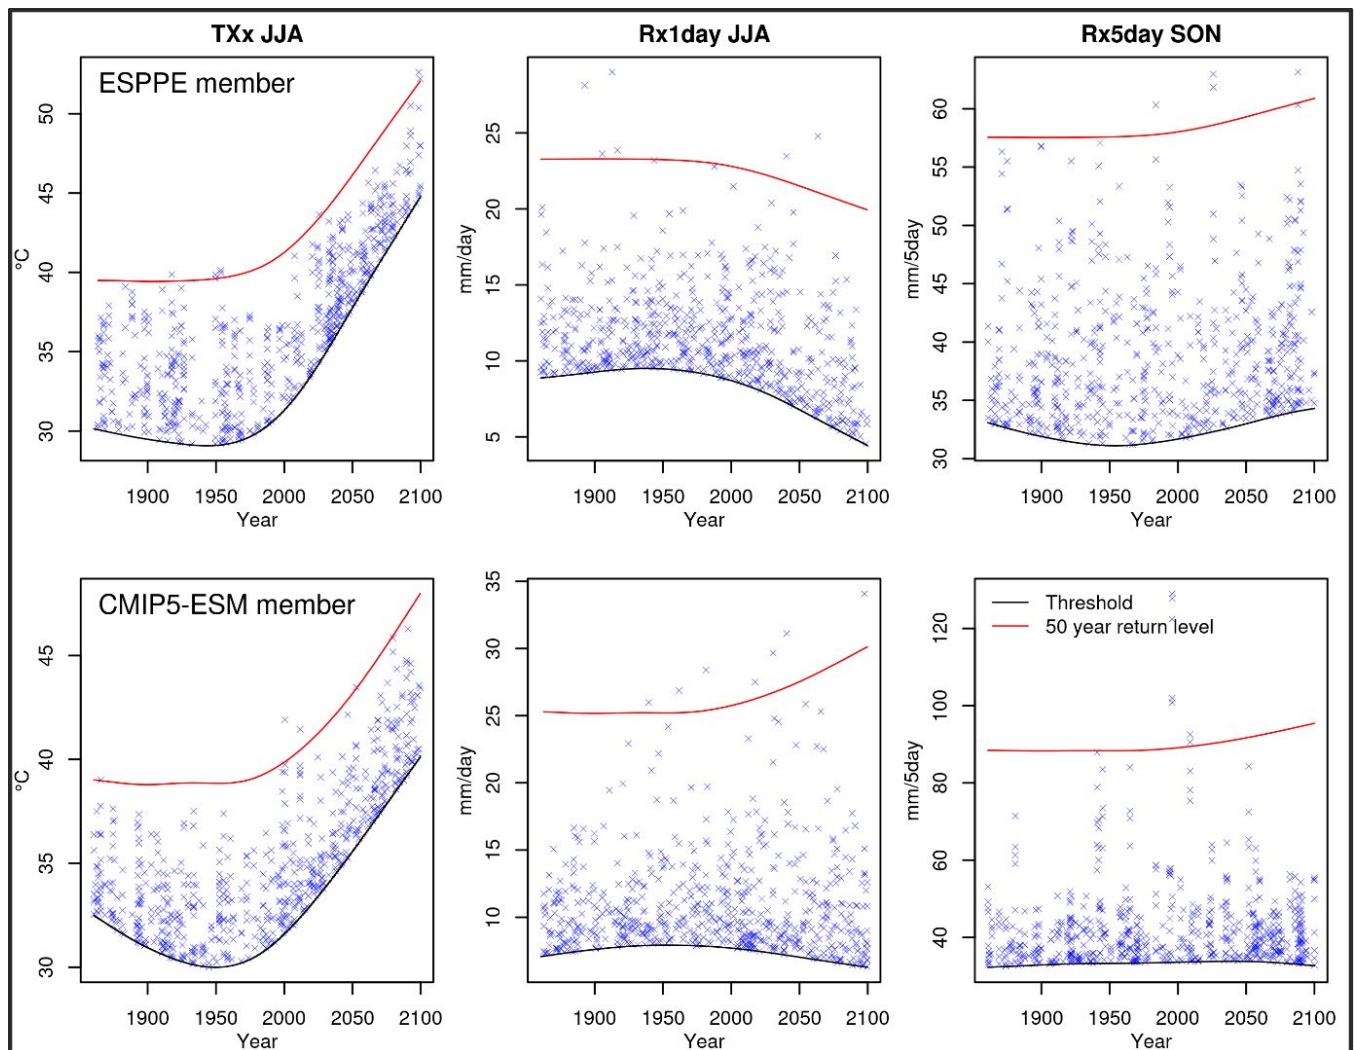 TXx JJA
Rx1day JJA
Rx5day SON
ESPPE member
°C
30 35 40 45 50
1900 1950 2000 2050 2100
Year
mm/day
5 10 15 20 25
1900 1950 2000 2050 2100
Year
mm/5day
30 35 40 45 50 55 60
1900 1950 2000 2050 2100
Year
CMIP5-ESM member
°C
30 35 40 45
1900 1950 2000 2050 2100
Year
mm/day
10 15 20 25 30 35
1900 1950 2000 2050 2100
Year
Threshold
50 year return level
mm/5day
40 60 80 100 120
1900 1950 2000 2050 2100
Year